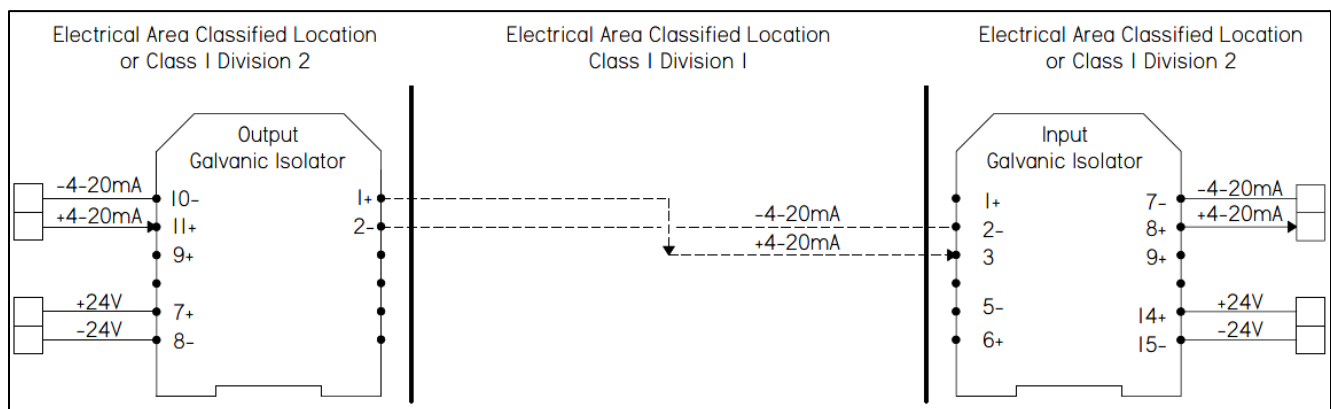 Electrical Area Classified Location
or Class I Division 2
Electrical Area Classified Location
Class I Division I
Electrical Area Classified Location
or Class I Division 2
Output
Galvanic Isolator
-4-20mA
+4-20mA
10-
11+
9+
+24V
-24V
7+
8-
1+
2-
-4-20mA
+4-20mA
Input
Galvanic Isolator
1+
2-
3
5-
6+
7-
8+
9+
14+
15-
-4-20mA
+4-20mA
+24V
-24V